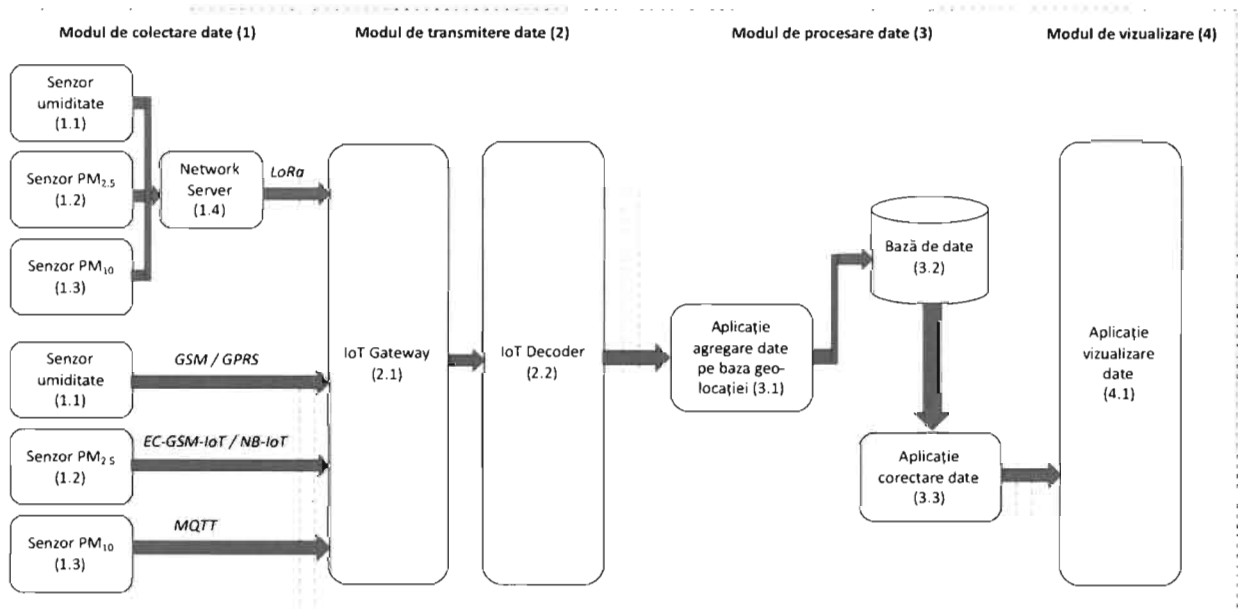 Modul de colectare date (1)
Modul de transmitere date (2)
Modul de procesare date (3)
Modul de vizualizare (4)
Senzor
umiditate
(1.1)
Senzor PM2.5
(1.2)
Senzor PM10
(1.3)
Network
Server
(1.4)
LoRa
Senzor
umiditate
(1.1)
GSM / GPRS
Senzor PM2.5
(1.2)
EC-GSM-IoT / NB-IoT
Senzor PM10
(1.3)
MQTT
IoT Gateway
(2.1)
IoT Decoder
(2.2)
Aplicație
agregare date
pe baza geo-
locației (3.1)
Bază de date
(3.2)
Aplicație
corectare date
(3.3)
Aplicație
vizualizare
date
(4.1)